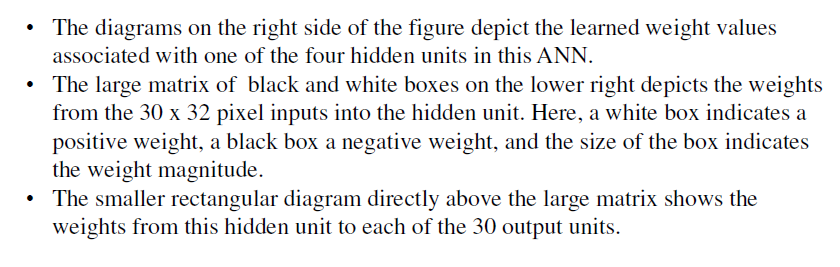 • The diagrams on the right side of the figure depict the learned weight values
associated with one of the four hidden units in this ANN.
• The large matrix of black and white boxes on the lower right depicts the weights
from the 30 x 32 pixel inputs into the hidden unit. Here, a white box indicates a
positive weight, a black box a negative weight, and the size of the box indicates
the weight magnitude.
• The smaller rectangular diagram directly above the large matrix shows the
weights from this hidden unit to each of the 30 output units.